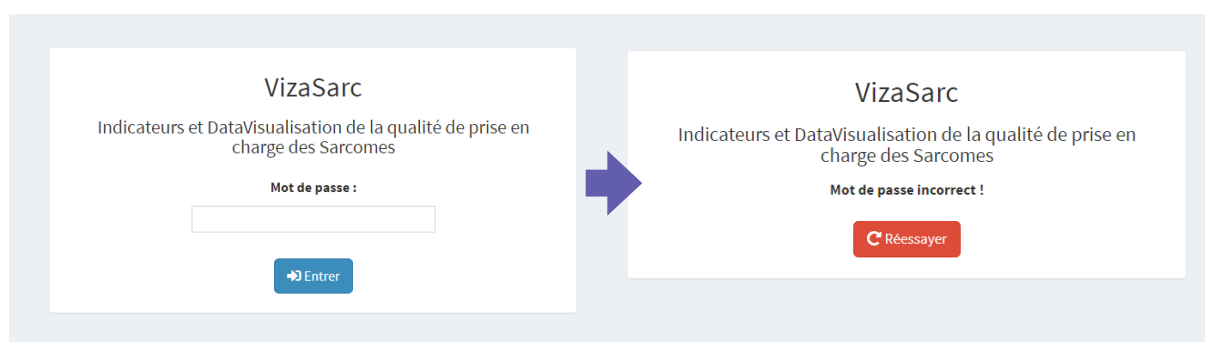 VizaSarc
Indicateurs et DataVisualisation de la qualité de prise en
charge des Sarcomes
Mot de passe :
Entrer
VizaSarc
Indicateurs et DataVisualisation de la qualité de prise en
charge des Sarcomes
Mot de passe incorrect !
Réessayer